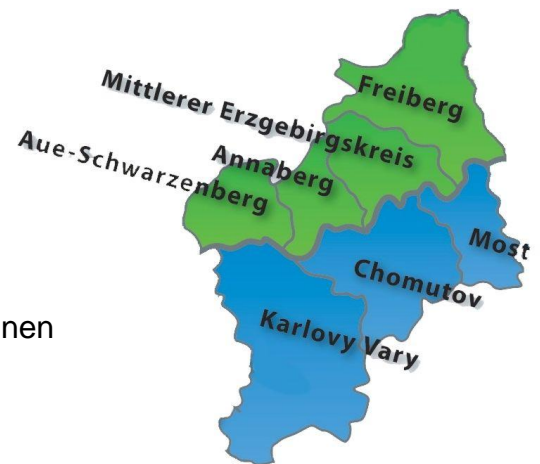 Freiberg
Mittlerer Erzgebirgskreis
Annaberg
Aue-Schwarzenberg
Most
Chomutov
nen
Karlovy Vary